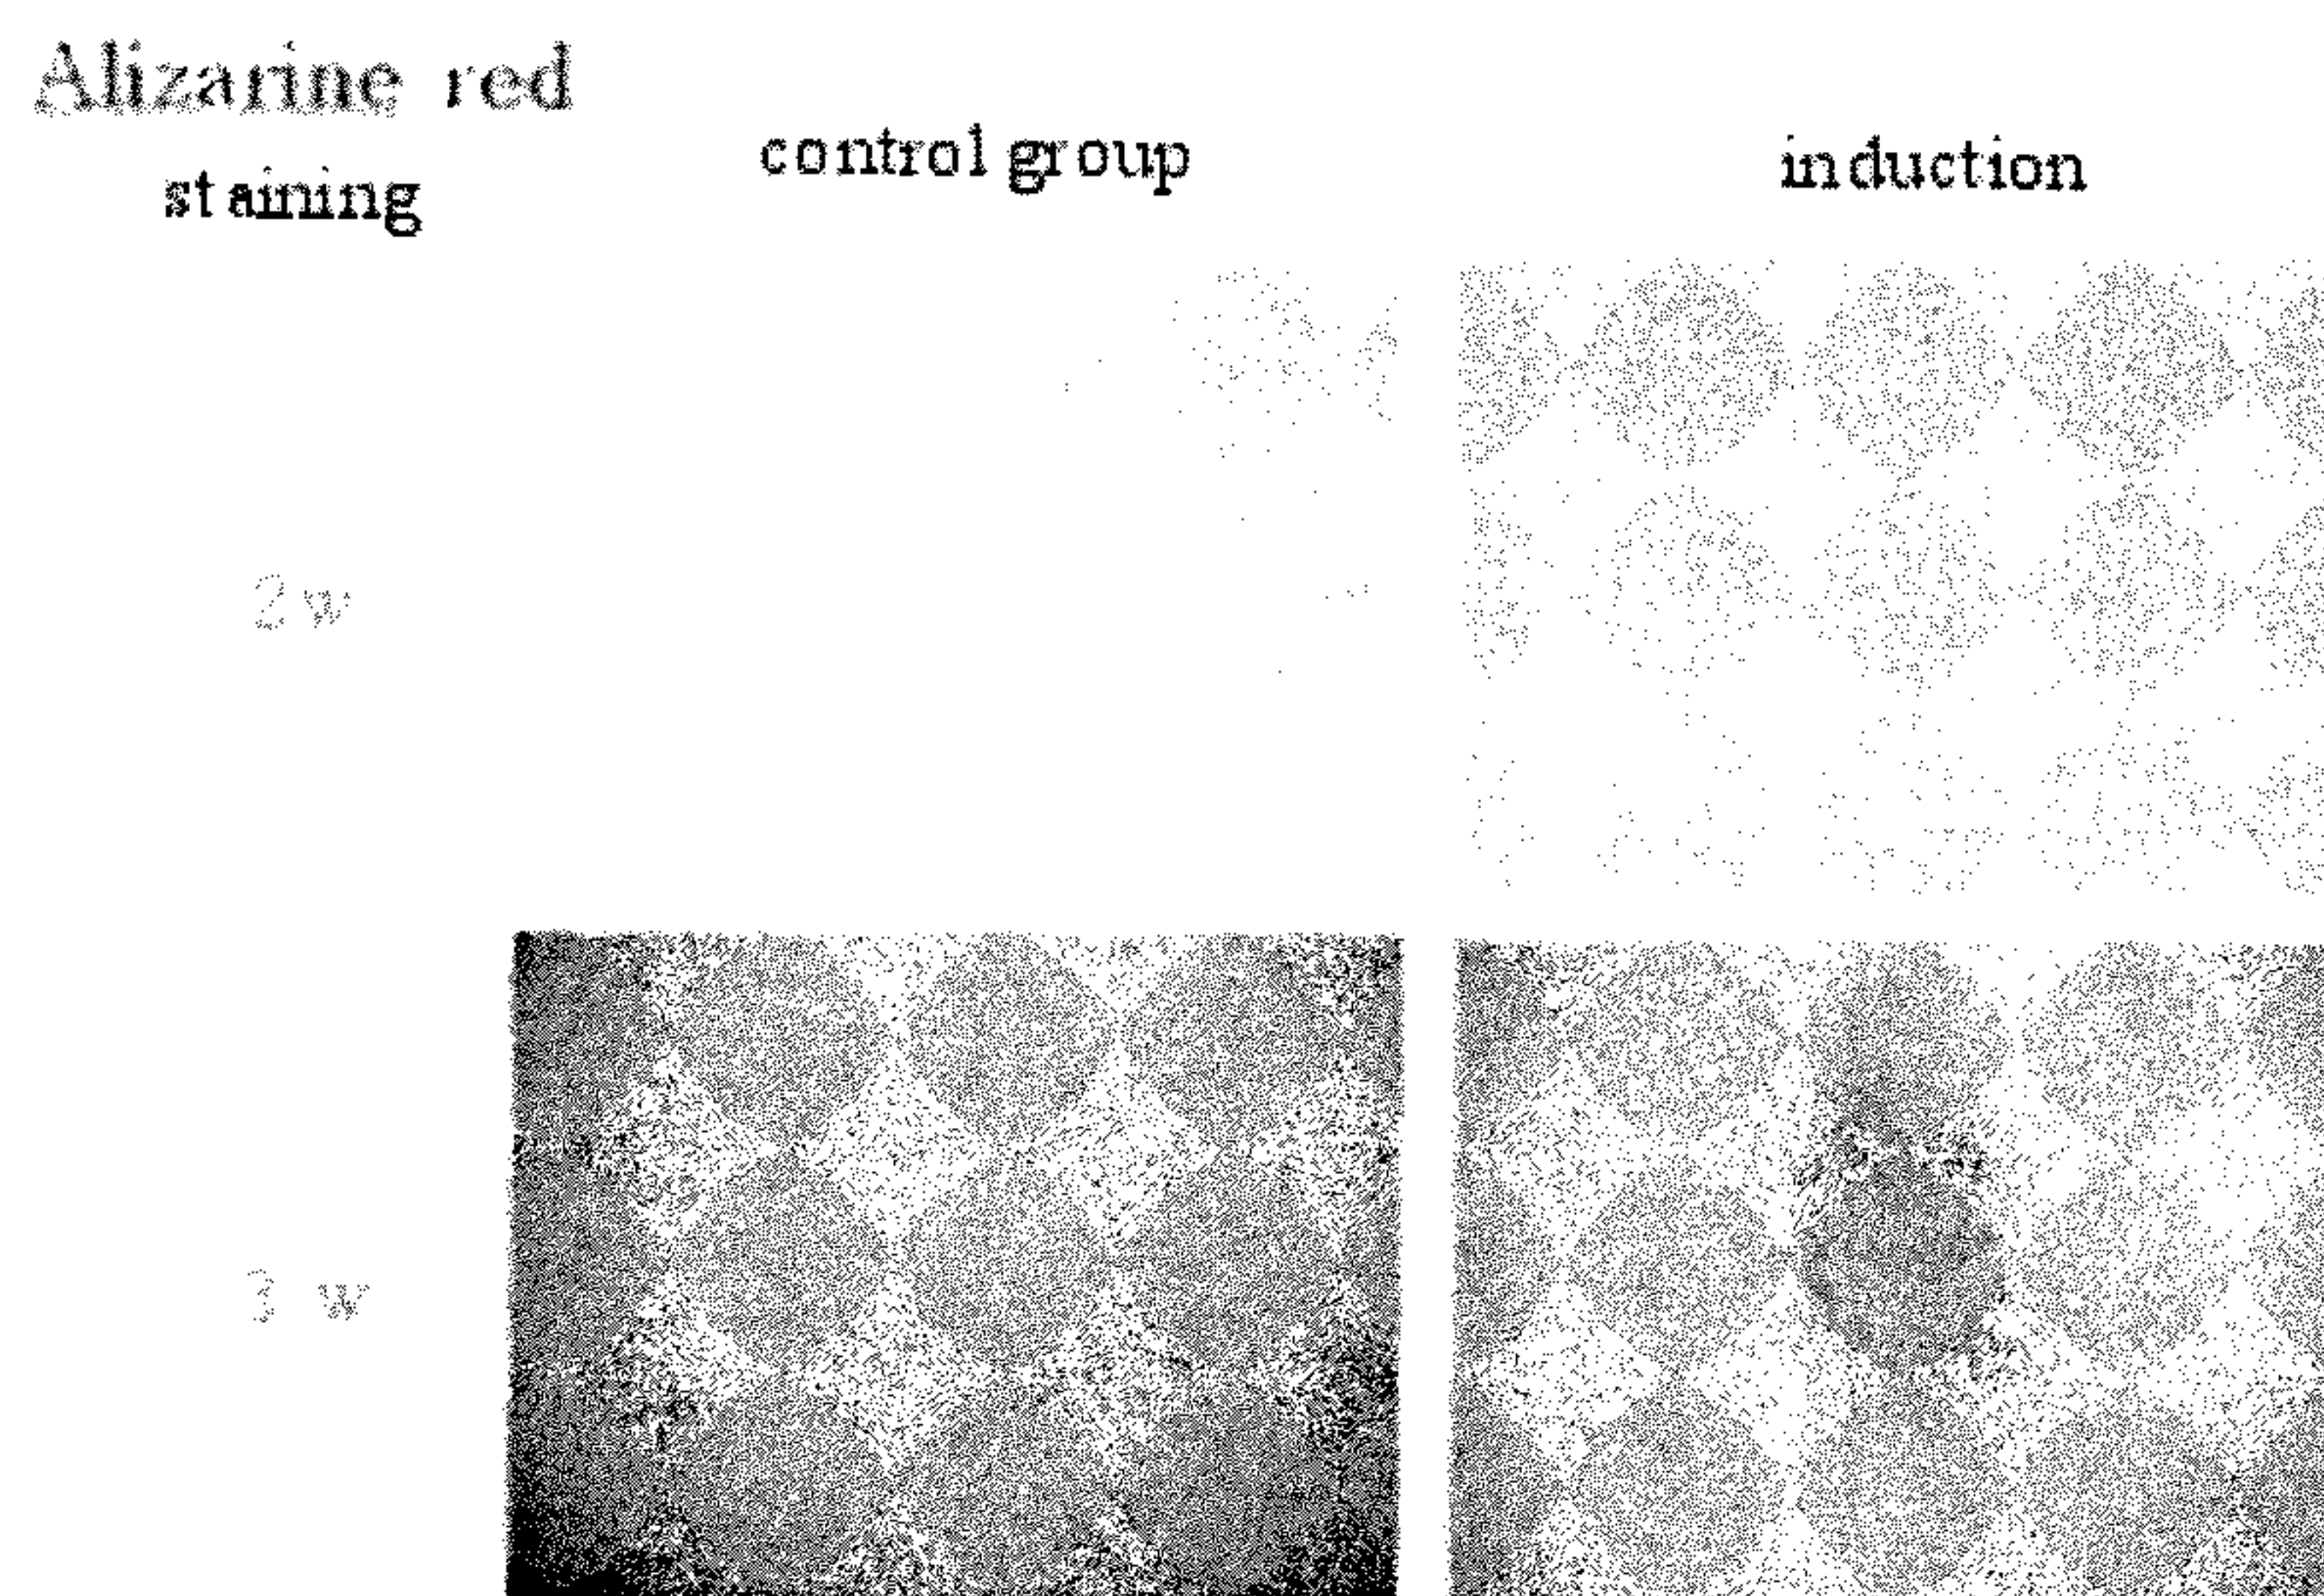 Alizarine red
staining
control group
induction
2 w
3 w